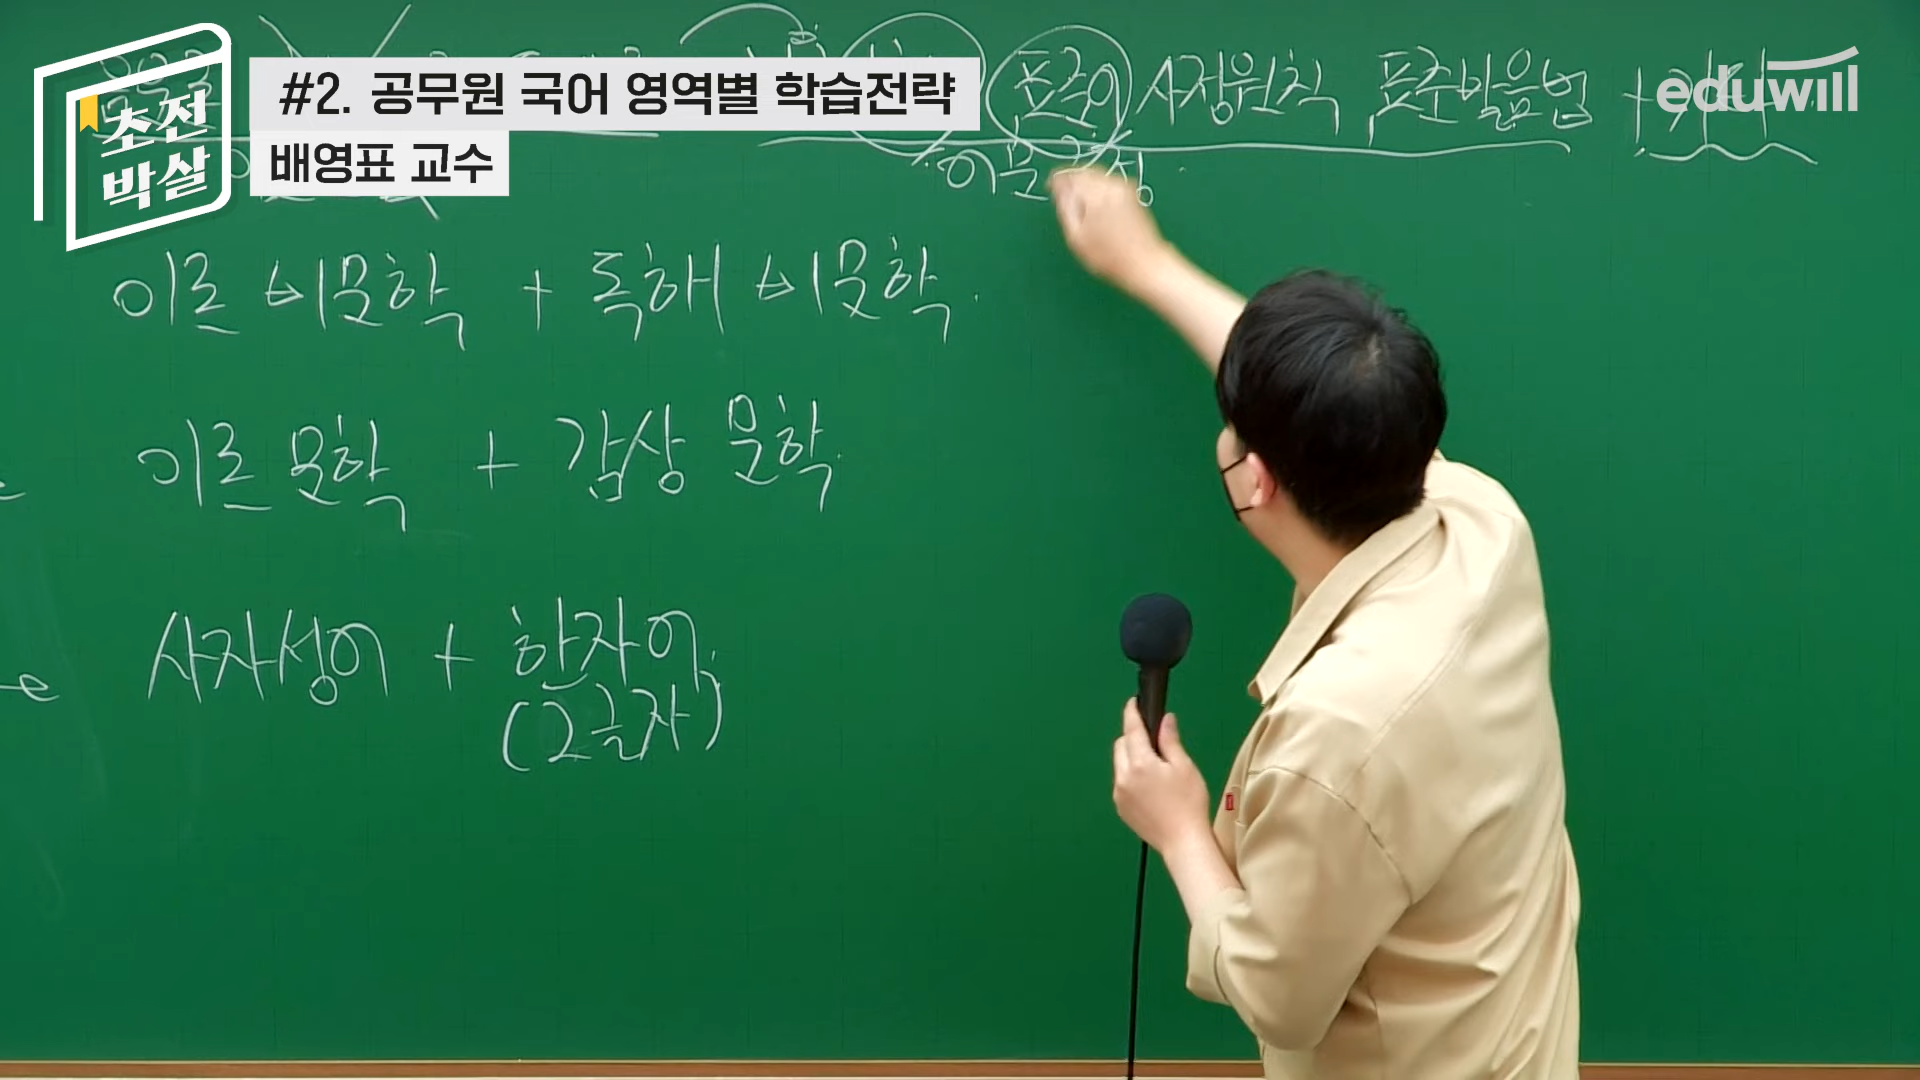 초전박살
#2. 공무원 국어 영역별 학습전략
배영표 교수
eduwill
표준어 사정원칙 표준발음법 +
이론 비문학 + 독해 비문학.
이론 문학 + 감상 문학.
사자성어 + 한자어.
(2글자)